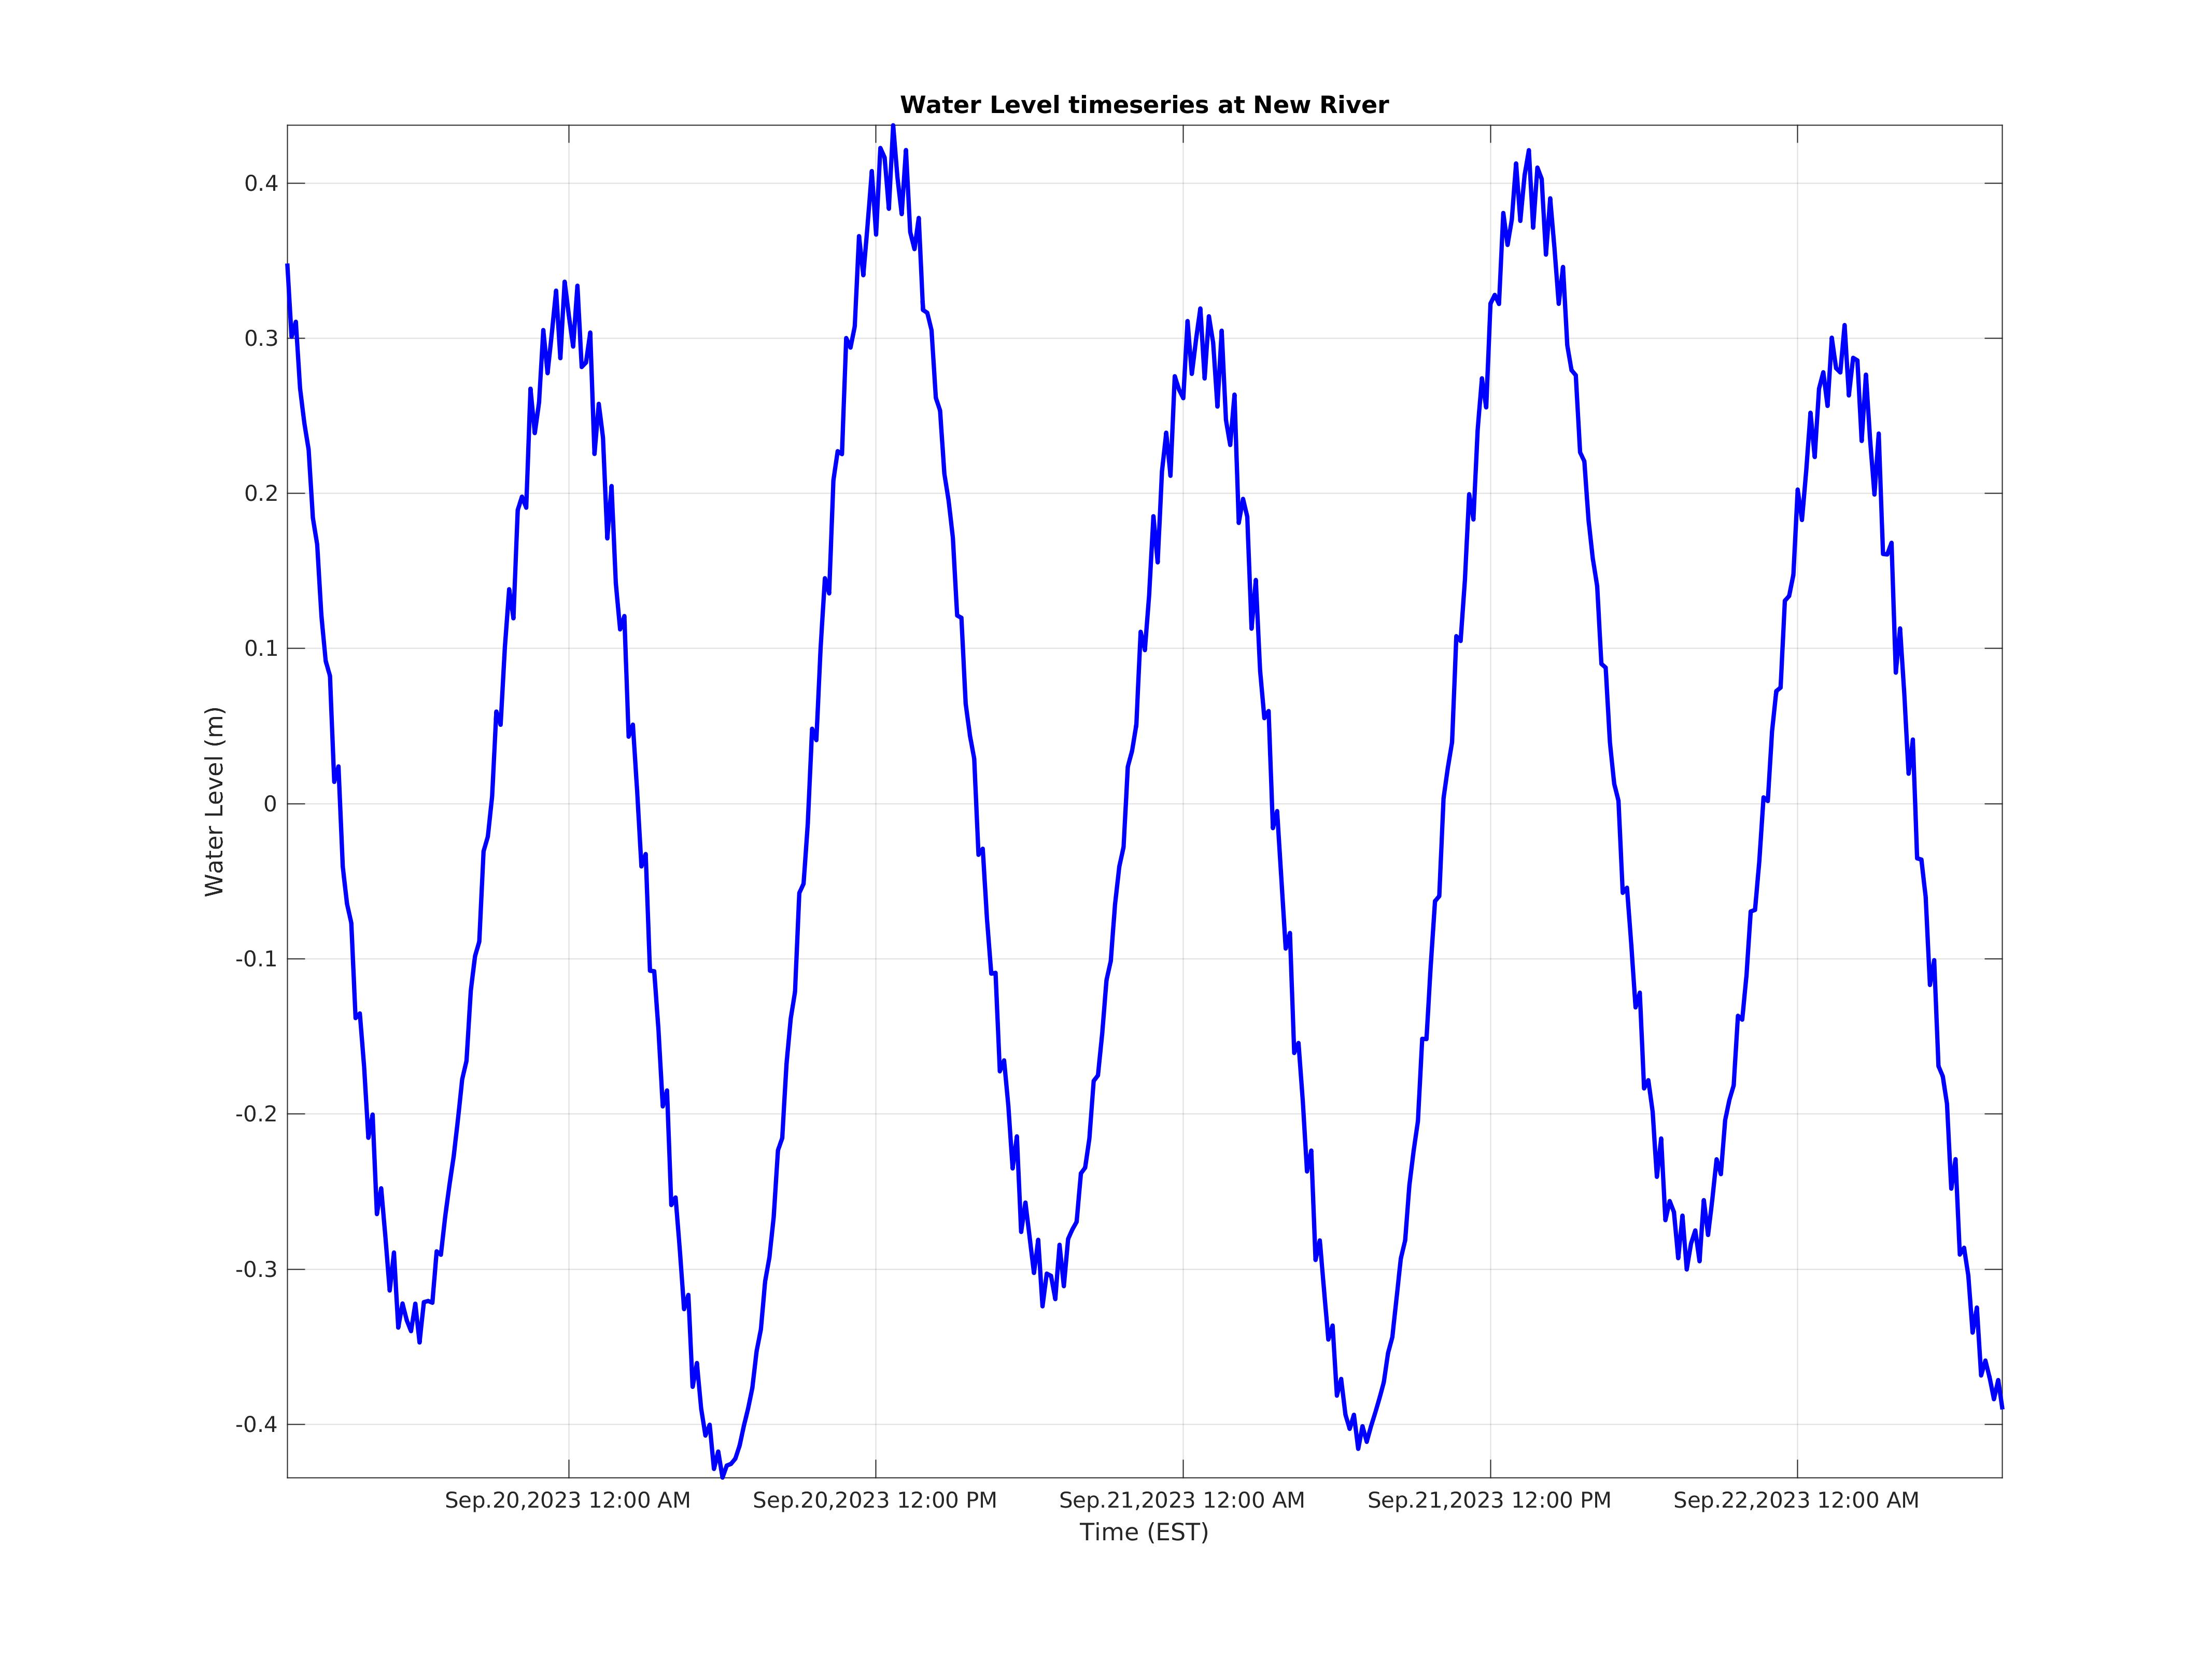 Water Level timeseries at New River
0.4
0.3
0.2
0.1
0
-0.1
-0.2
-0.3
-0.4
Water Level (m)
Sep.20,2023 12:00 AM
Sep.20,2023 12:00 PM
Sep.21,2023 12:00 AM
Sep.21,2023 12:00 PM
Sep.22,2023 12:00 AM
Time (EST)